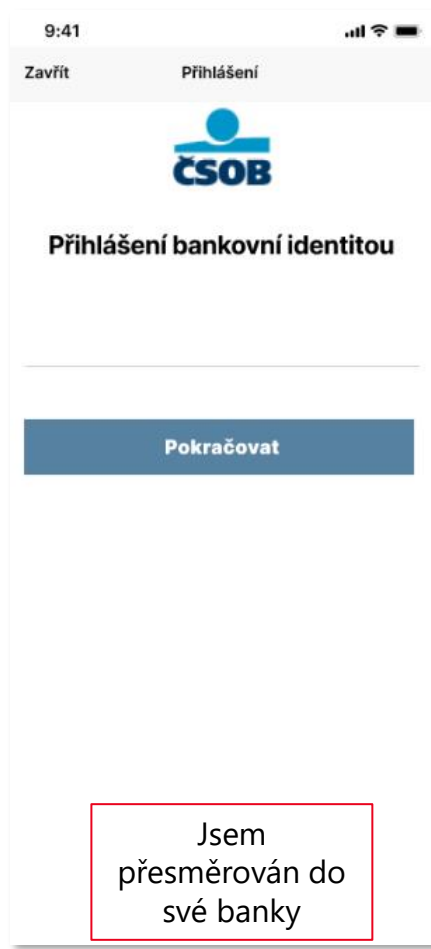 9:41
Zavřít Přihlášení
ČSOB
Přihlášení bankovní identitou
Pokračovat
Jsem
přesměrován do
své banky